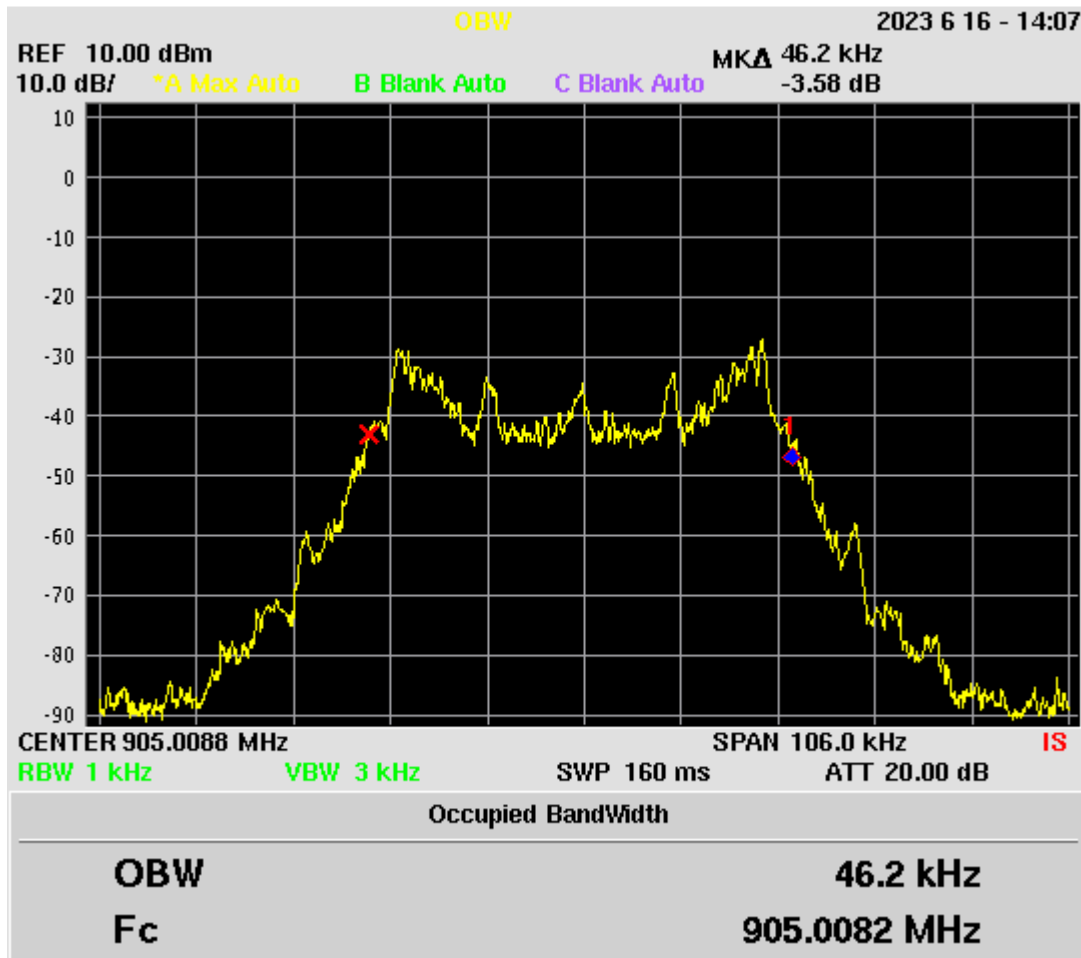 OBW 2023 6 16 - 14:07
REF 10.00 dBm MKΔ 46.2 kHz
10.0 dB/ *A Max Auto B Blank Auto C Blank Auto -3.58 dB
10
0
-10
-20
-30
-40
1
-50
-60
-70
-80
-90
CENTER 905.0088 MHz SPAN 106.0 kHz IS
RBW 1 kHz VBW 3 kHz SWP 160 ms ATT 20.00 dB
Occupied BandWidth
OBW 46.2 kHz
Fc 905.0082 MHz